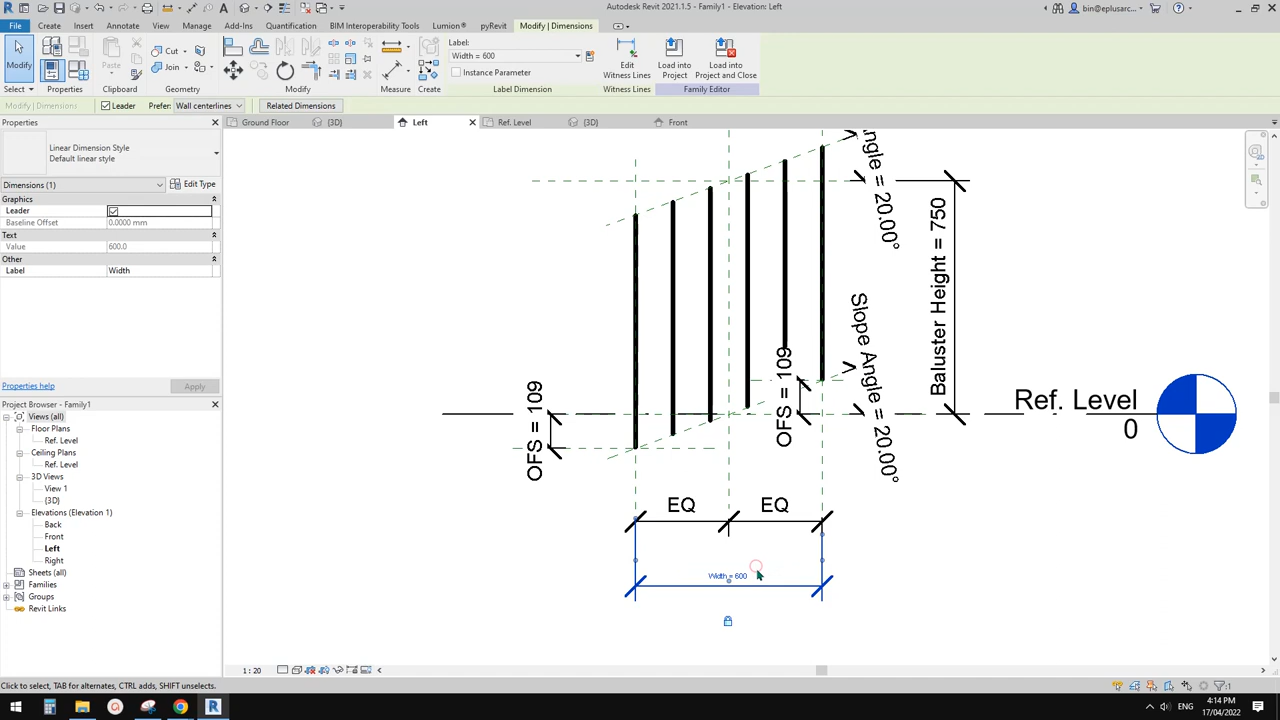 Autodesk Revit 2021.1.5 - Family1 - Elevation: Left
bin@eplusarc...
File Create Insert Annotate View Manage Add-Ins Quantification BIM Interoperability Tools Lumion® pyRevit Modify | Dimensions
Modify
Select
Properties
Paste
Clipboard
Cut
Join
Geometry
Modify
Measure
Create
Label:
Width = 600
Instance Parameter
Label Dimension
Edit
Witness Lines
Witness Lines
Load into
Project
Load into
Project and Close
Family Editor
Modify | Dimensions
Leader
Prefer: Wall centerlines
Related Dimensions
Properties
Ground Floor
{3D}
Left
Ref. Level
{3D}
Front
Linear Dimension Style
Default linear style
Dimensions (1)
Edit Type
Graphics
Leader
Baseline Offset 0.0000 mm
Text
Value 600.0
Other
Label Width
Properties help
Apply
Project Browser - Family1
Views (all)
Floor Plans
Ref. Level
Ceiling Plans
Ref. Level
3D Views
View 1
{3D}
Elevations (Elevation 1)
Back
Front
Left
Right
Sheets (all)
Families
Groups
Revit Links
Angle = 20.00°
Slope Angle = 20.00°
Baluster Height = 750
OFS = 109
OFS = 109
Ref. Level
0
EQ
EQ
Width = 600
1 : 20
Click to select, TAB for alternates, CTRL adds, SHIFT unselects.
:1
ENG
4:14 PM
17/04/2022